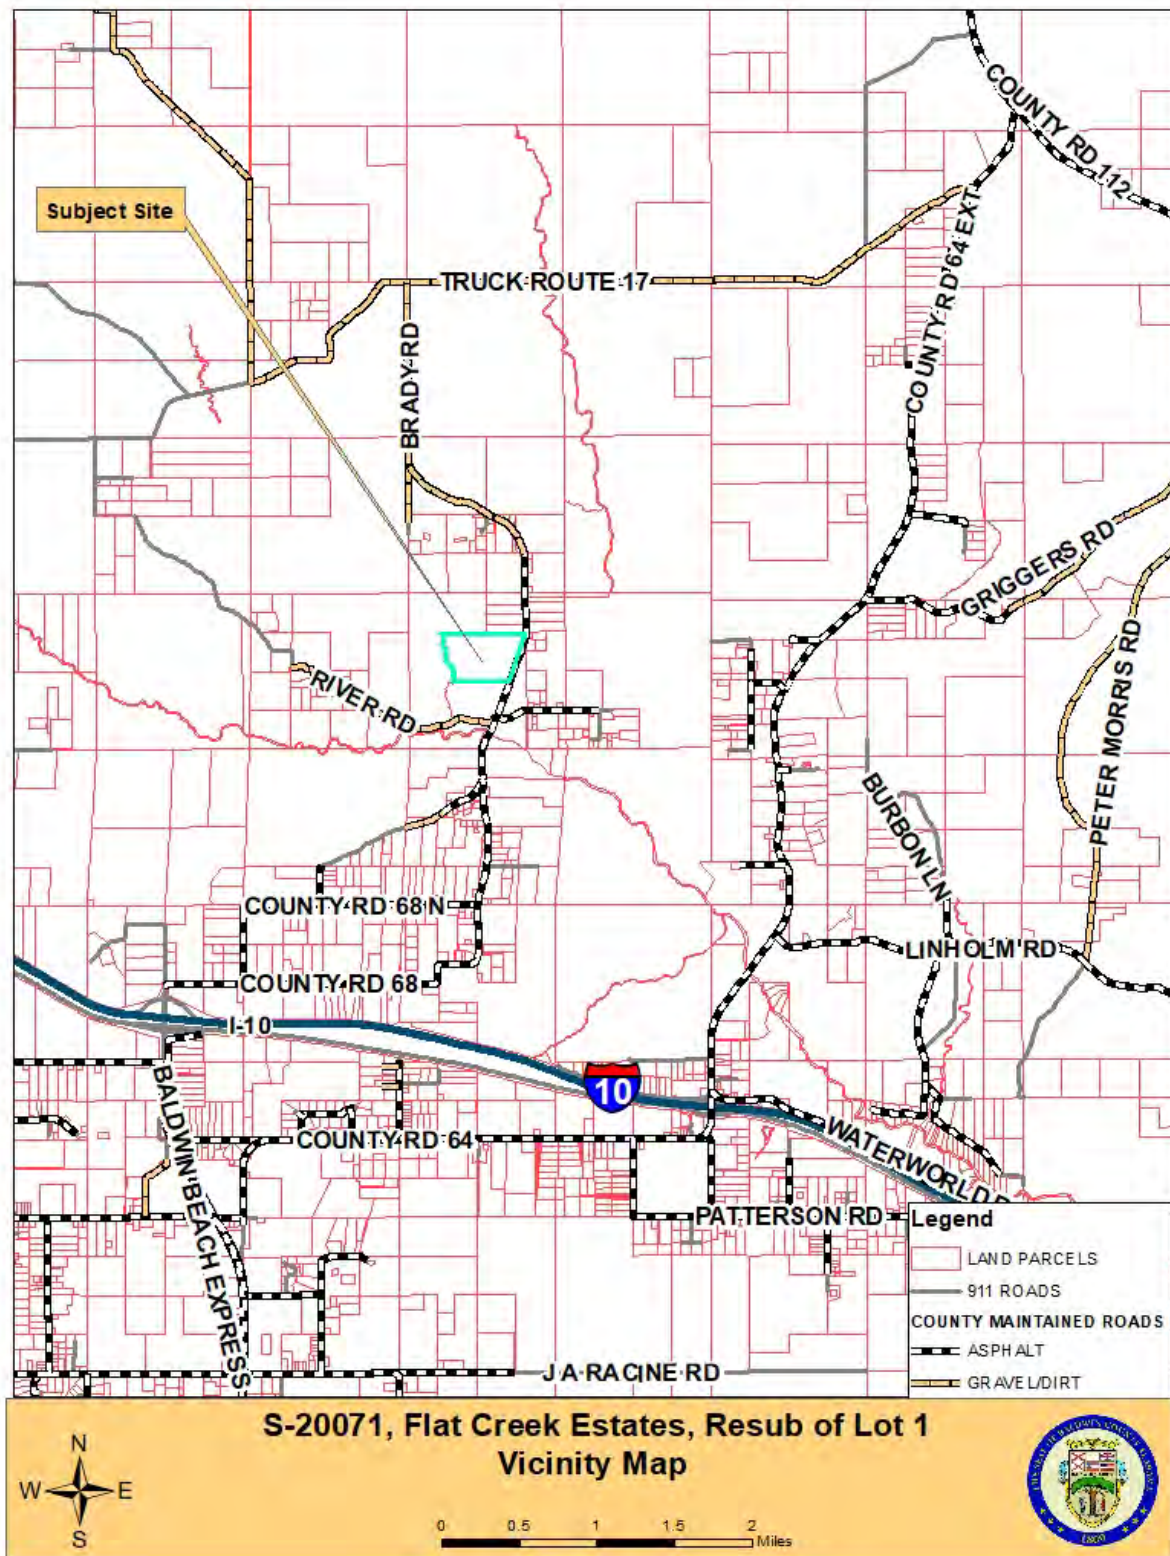 COUNTY RD 112
Subject Site
COUNTY RD 64 EXT
TRUCK ROUTE 17
BRADY RD
GRIGGERS RD
PETER MORRIS RD
RIVER RD
BURBON LN
COUNTY RD 68 N
LINHOLM RD
COUNTY RD 68
I-10
10
BALDWIN BEACH EXPRESS
COUNTY RD 64
WATERWORLD
PATTERSON RD
J A RACINE RD
Legend
LAND PARCELS
911 ROADS
COUNTY MAINTAINED ROADS
ASPHALT
GRAVEL/DIRT
S-20071, Flat Creek Estates, Resub of Lot 1
Vicinity Map
N
W E
S
0 0.5 1 1.5 2
Miles
1809